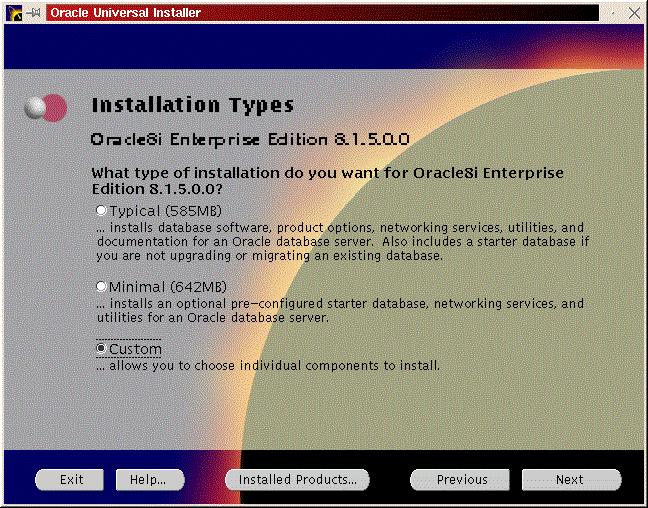 Oracle Universal Installer
Installation Types
Oracle8i Enterprise Edition 8.1.5.0.0
What type of installation do you want for Oracle8i Enterprise
Edition 8.1.5.0.0?
Typical (585MB)
... installs database software, product options, networking services, utilities, and
documentation for an Oracle database server. Also includes a starter database if
you are not upgrading or migrating an existing database.
Minimal (642MB)
... installs an optional pre-configured starter database, networking services, and
utilities for an Oracle database server.
Custom
... allows you to choose individual components to install.
Exit Help... Installed Products... Previous Next